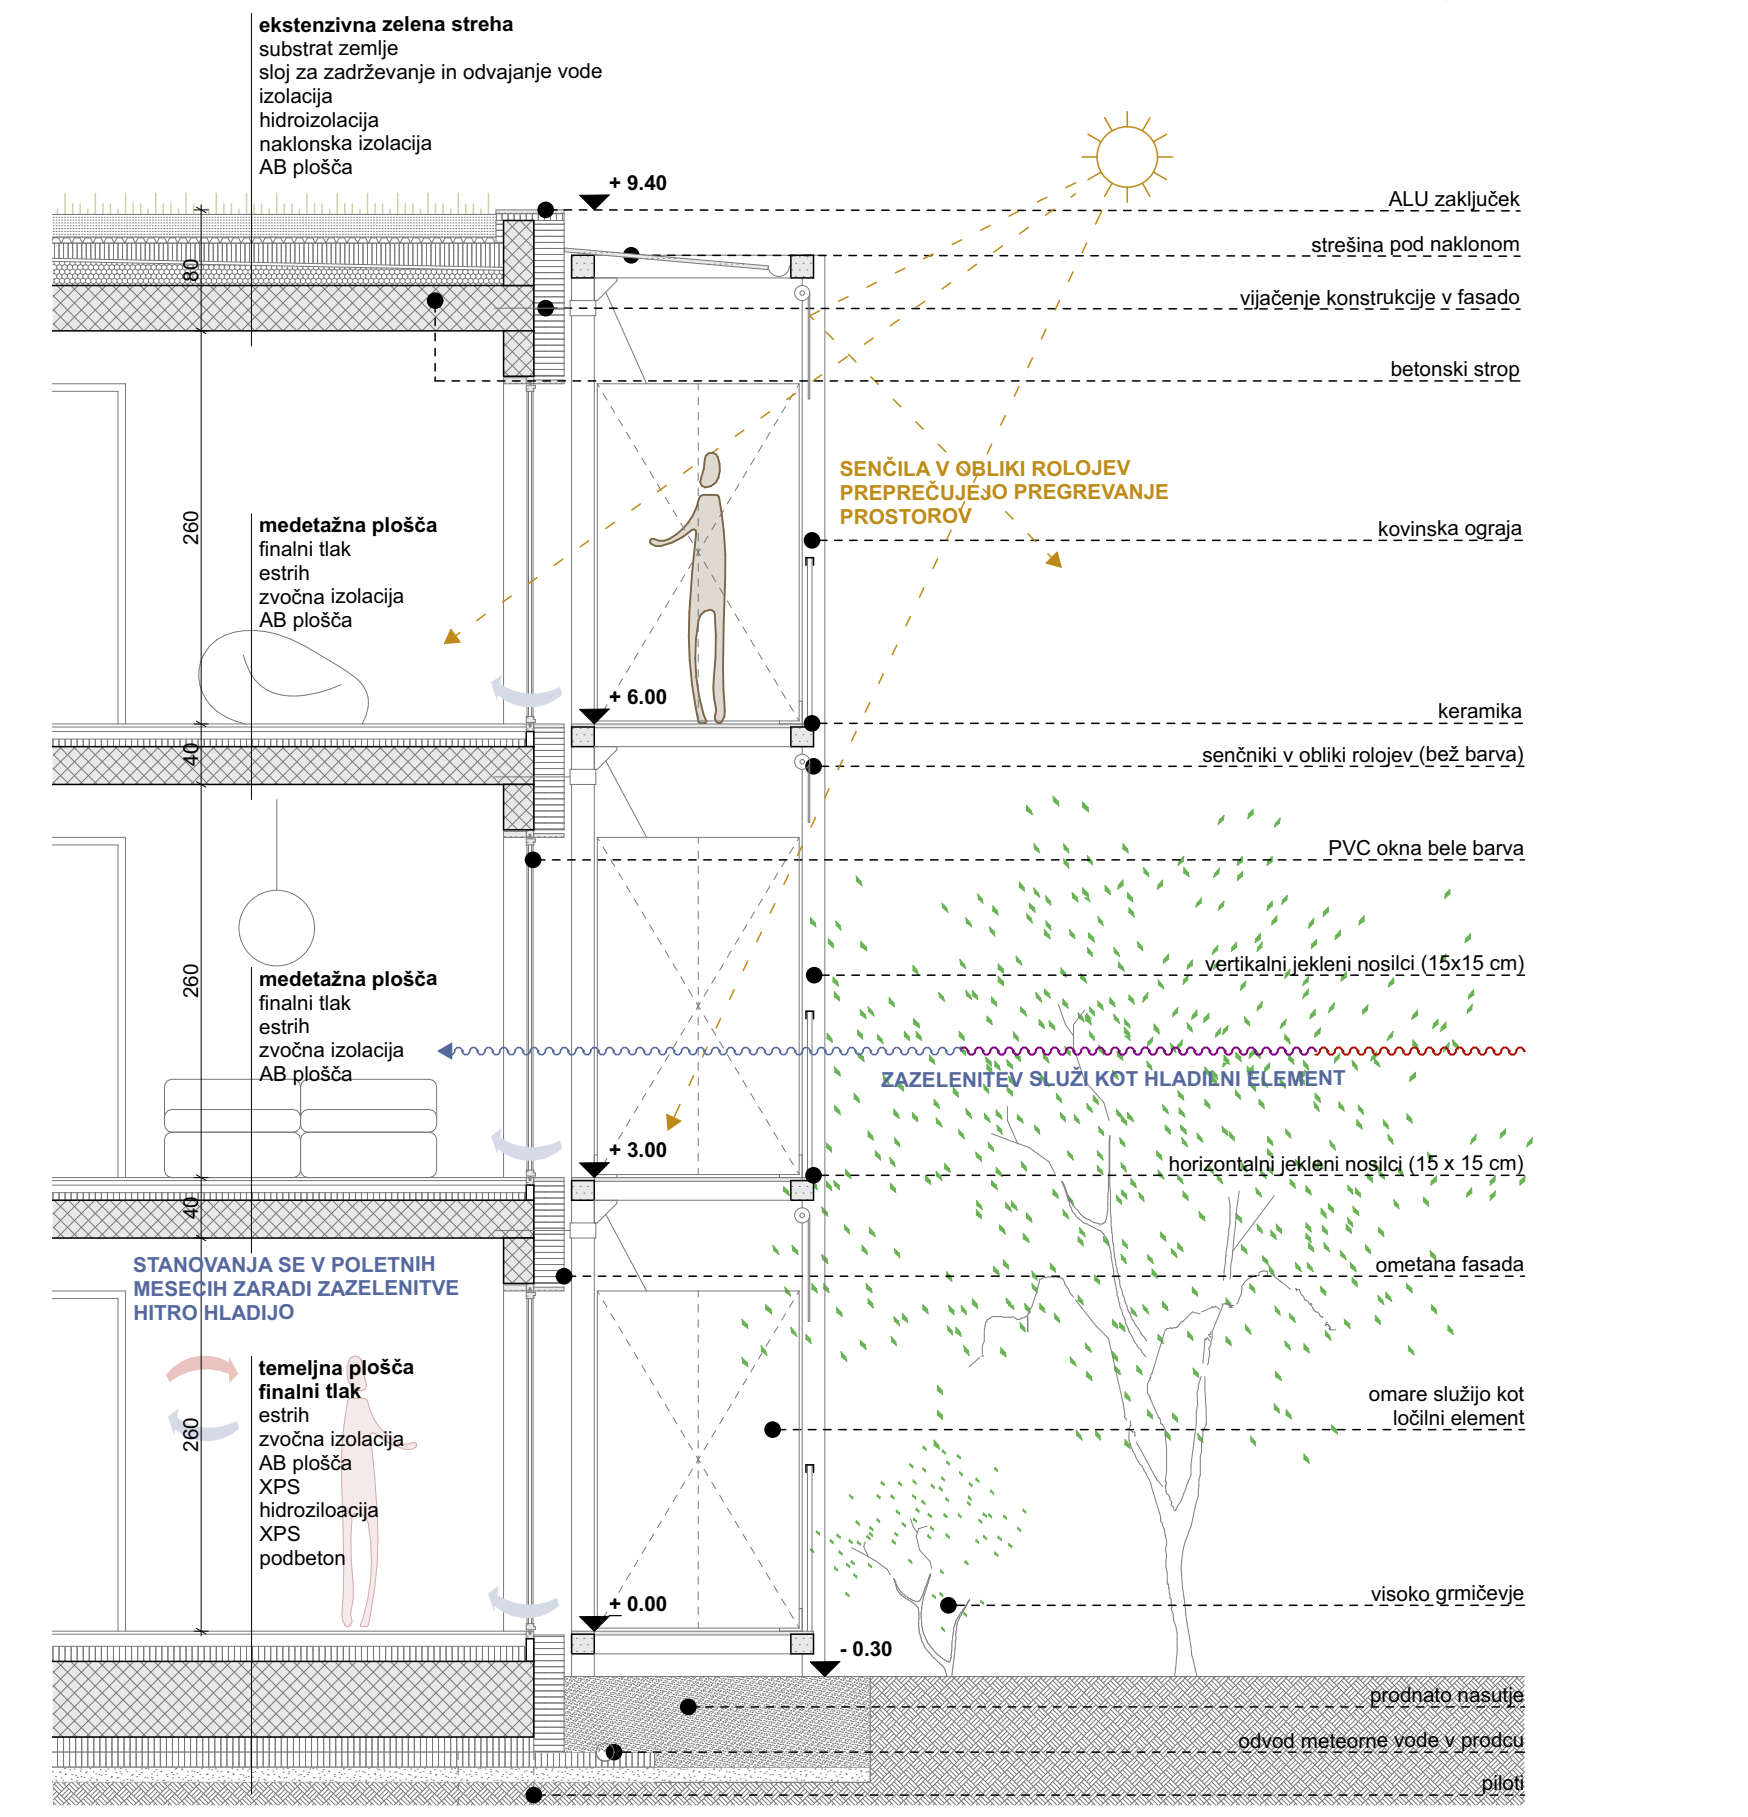 ekstenzivna zelena streha
substrat zemlje
sloj za zadrževanje in odvajanje vode
izolacija
hidroizolacija
naklonska izolacija
AB plošča
+ 9.40
ALU zaključek
strešina pod naklonom
80
vijačenje konstrukcije v fasado
betonski strop
SENČILA V OBLIKI ROLOJEV
PREPREČUJEJO PREGREVANJE
PROSTOROV
260
medetažna plošča
finalni tlak
estrih
zvočna izolacija
AB plošča
kovinska ograja
+ 6.00
keramika
40
senčniki v obliki rolojev (bež barva)
PVC okna bele barva
260
medetažna plošča
finalni tlak
estrih
zvočna izolacija
AB plošča
vertikalni jekleni nosilci (15x15 cm)
ZAZELENITEV SLUŽI KOT HLADILNI ELEMENT
+ 3.00
horizontalni jekleni nosilci (15 x 15 cm)
40
STANOVANJA SE V POLETNIH
MESECIH ZARADI ZAZELENITVE
HITRO HLADIJO
ometana fasada
260
temeljna plošča
finalni tlak
estrih
zvočna izolacija
AB plošča
XPS
hidroziloacija
XPS
podbeton
omare služijo kot
ločilni element
+ 0.00
visoko grmičevje
- 0.30
prodnato nasutje
odvod meteorne vode v prodcu
piloti